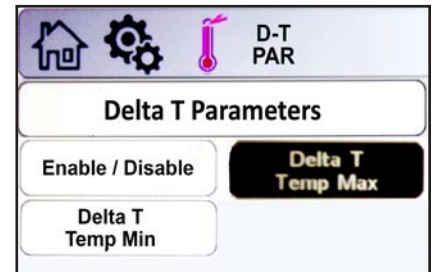 D-T
PAR
Delta T Parameters
Enable / Disable
Delta T
Temp Max
Delta T
Temp Min